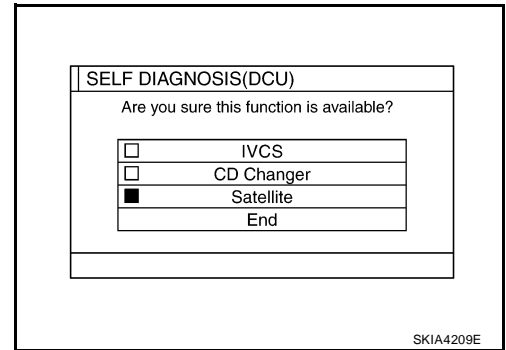 SELF DIAGNOSIS(DCU)
Are you sure this function is available?
IVCS
CD Changer
Satellite
End
SKIA4209E